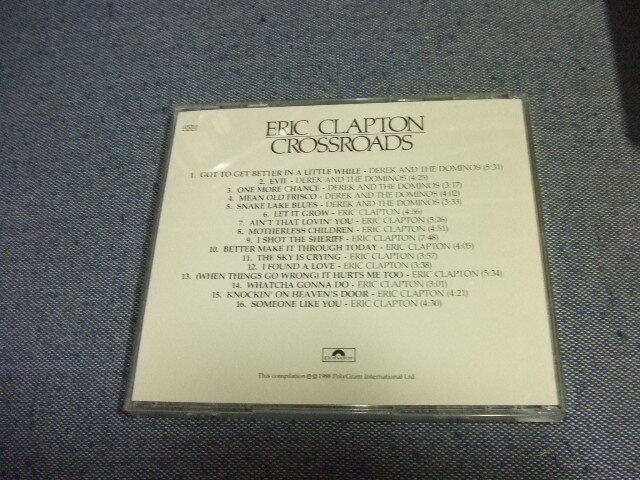 ERIC CLAPTON
CROSSROADS
1. GOT TO GET BETTER IN A LITTLE WHILE - DEREK AND THE DOMINOS (5:31)
2. EVIL - DEREK AND THE DOMINOS (4:25)
3. ONE MORE CHANCE - DEREK AND THE DOMINOS (3:17)
4. MEAN OLD FRISCO - DEREK AND THE DOMINOS (4:02)
5. SNAKE LAKE BLUES - DEREK AND THE DOMINOS (3:33)
6. LET IT GROW - ERIC CLAPTON (4:56)
7. AIN'T THAT LOVIN' YOU - ERIC CLAPTON (5:26)
8. MOTHERLESS CHILDREN - ERIC CLAPTON (4:51)
9. I SHOT THE SHERIFF - ERIC CLAPTON (7:48)
10. BETTER MAKE IT THROUGH TODAY - ERIC CLAPTON (4:05)
11. THE SKY IS CRYING - ERIC CLAPTON (3:57)
12. I FOUND A LOVE - ERIC CLAPTON (3:38)
13. (WHEN THINGS GO WRONG) IT HURTS ME TOO - ERIC CLAPTON (5:34)
14. WHATCHA GONNA DO - ERIC CLAPTON (3:01)
15. KNOCKIN' ON HEAVEN'S DOOR - ERIC CLAPTON (4:21)
16. SOMEONE LIKE YOU - ERIC CLAPTON (4:30)
polydor
This compilation ℗ © 1988 PolyGram International Ltd.